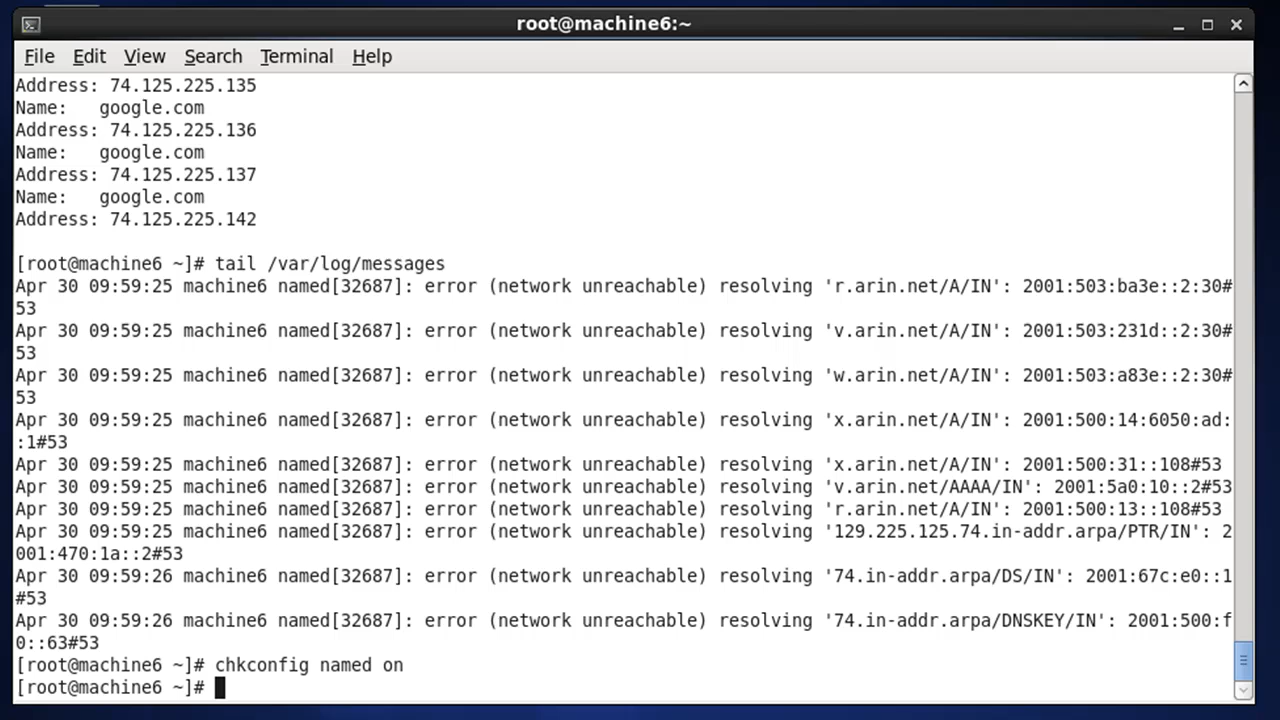 root@machine6:~
File Edit View Search Terminal Help
Address: 74.125.225.135
Name:   google.com
Address: 74.125.225.136
Name:   google.com
Address: 74.125.225.137
Name:   google.com
Address: 74.125.225.142
[root@machine6 ~]# tail /var/log/messages
Apr 30 09:59:25 machine6 named[32687]: error (network unreachable) resolving 'r.arin.net/A/IN': 2001:503:ba3e::2:30#
53
Apr 30 09:59:25 machine6 named[32687]: error (network unreachable) resolving 'v.arin.net/A/IN': 2001:503:231d::2:30#
53
Apr 30 09:59:25 machine6 named[32687]: error (network unreachable) resolving 'w.arin.net/A/IN': 2001:503:a83e::2:30#
53
Apr 30 09:59:25 machine6 named[32687]: error (network unreachable) resolving 'x.arin.net/A/IN': 2001:500:14:6050:ad:
:1#53
Apr 30 09:59:25 machine6 named[32687]: error (network unreachable) resolving 'x.arin.net/A/IN': 2001:500:31::108#53
Apr 30 09:59:25 machine6 named[32687]: error (network unreachable) resolving 'v.arin.net/AAAA/IN': 2001:5a0:10::2#53
Apr 30 09:59:25 machine6 named[32687]: error (network unreachable) resolving 'r.arin.net/A/IN': 2001:500:13::108#53
Apr 30 09:59:25 machine6 named[32687]: error (network unreachable) resolving '129.225.125.74.in-addr.arpa/PTR/IN': 2
001:470:1a::2#53
Apr 30 09:59:26 machine6 named[32687]: error (network unreachable) resolving '74.in-addr.arpa/DS/IN': 2001:67c:e0::1
#53
Apr 30 09:59:26 machine6 named[32687]: error (network unreachable) resolving '74.in-addr.arpa/DNSKEY/IN': 2001:500:f
0::63#53
[root@machine6 ~]# chkconfig named on
[root@machine6 ~]#